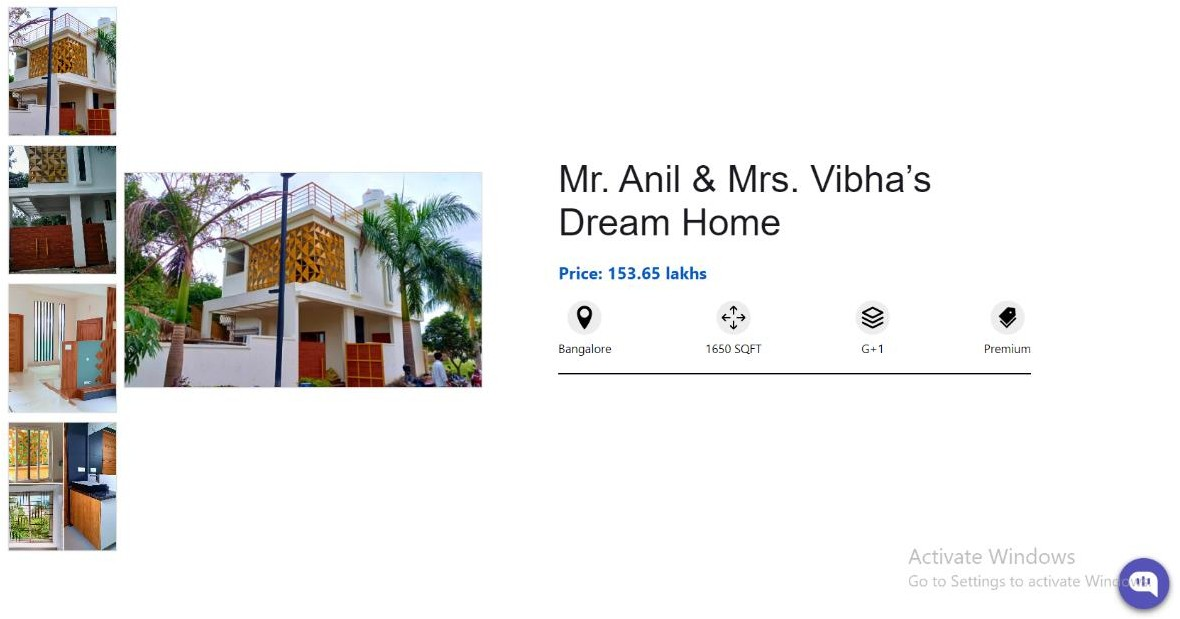 Mr. Anil & Mrs. Vibha’s
Dream Home
Price: 153.65 lakhs
Bangalore
1650 SQFT
G+1
Premium
Activate Windows
Go to Settings to activate Windows.